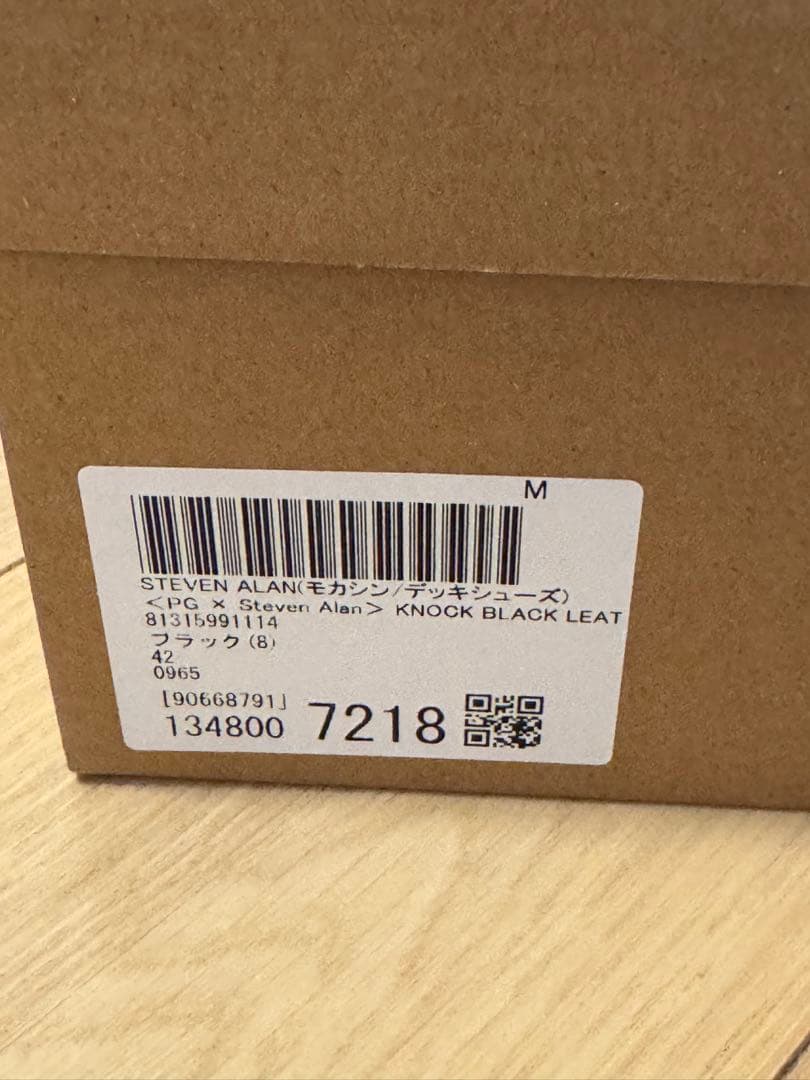 M
STEVEN ALAN(モカシン/デッキシューズ)
＜PG × Steven Alan＞ KNOCK BLACK LEAT
81315991114
ブラック(8)
42
0965
[90668791]
134800 7218